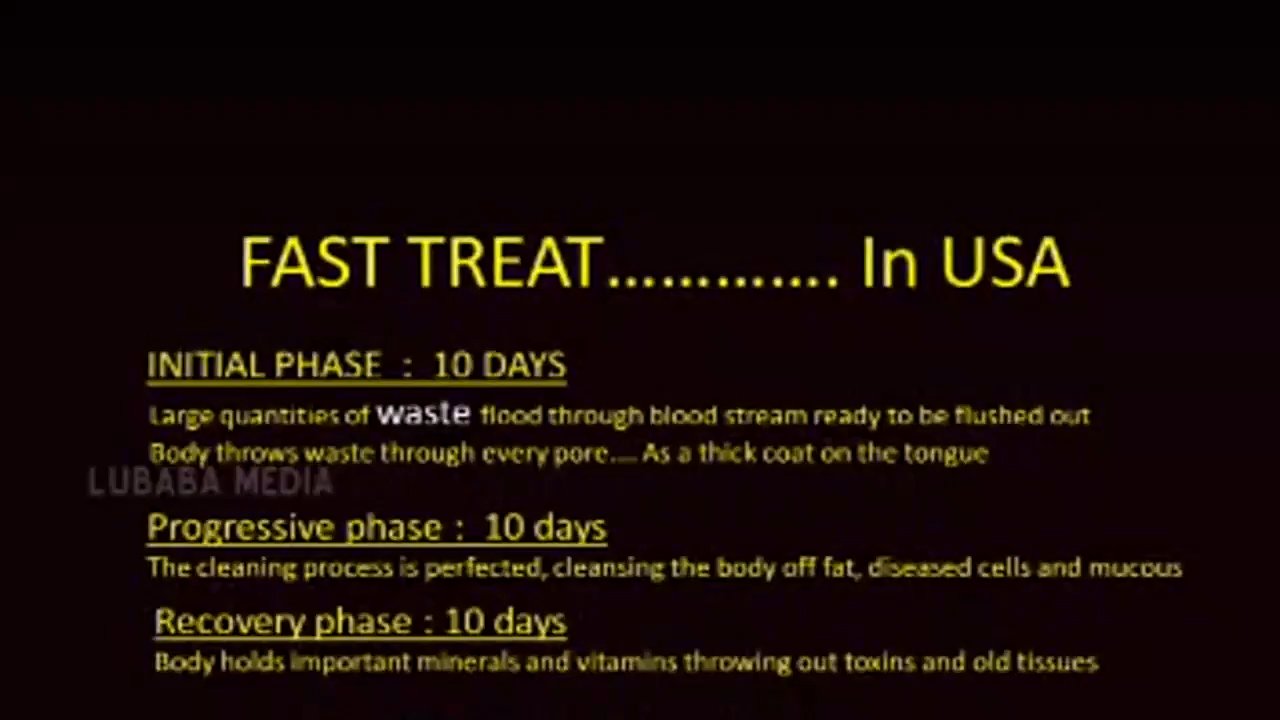 FAST TREAT............. In USA
INITIAL PHASE : 10 DAYS
Large quantities of waste flood through blood stream ready to be flushed out
Body throws waste through every pore.... As a thick coat on the tongue
LUBABA MEDIA
Progressive phase : 10 days
The cleaning process is perfected, cleansing the body off fat, diseased cells and mucous
Recovery phase : 10 days
Body holds important minerals and vitamins throwing out toxins and old tissues